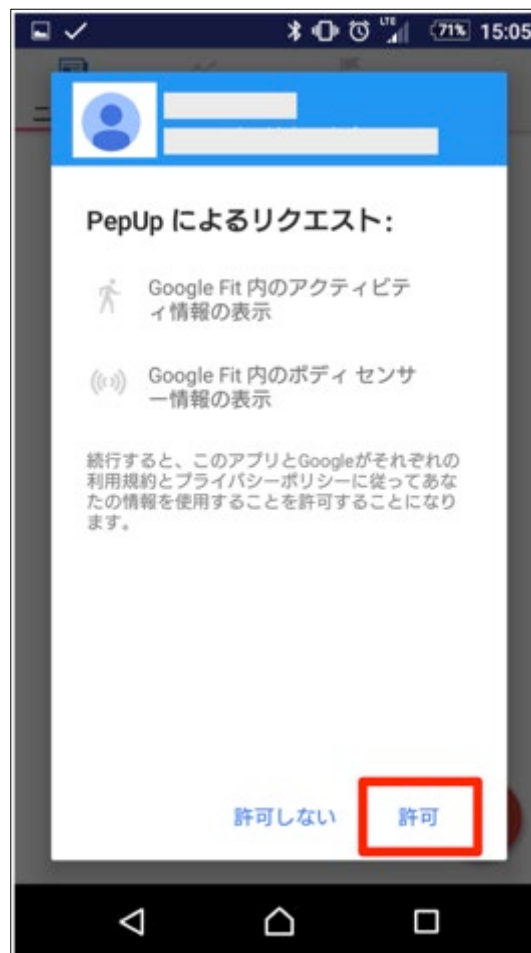 LTE 71% 15:05
ニ
PepUp によるリクエスト:
Google Fit 内のアクティビテ
ィ情報の表示
Google Fit 内のボディ センサ
ー情報の表示
続行すると、このアプリとGoogleがそれぞれの
利用規約とプライバシーポリシーに従ってあな
たの情報を使用することを許可することになり
ます。
許可しない 許可